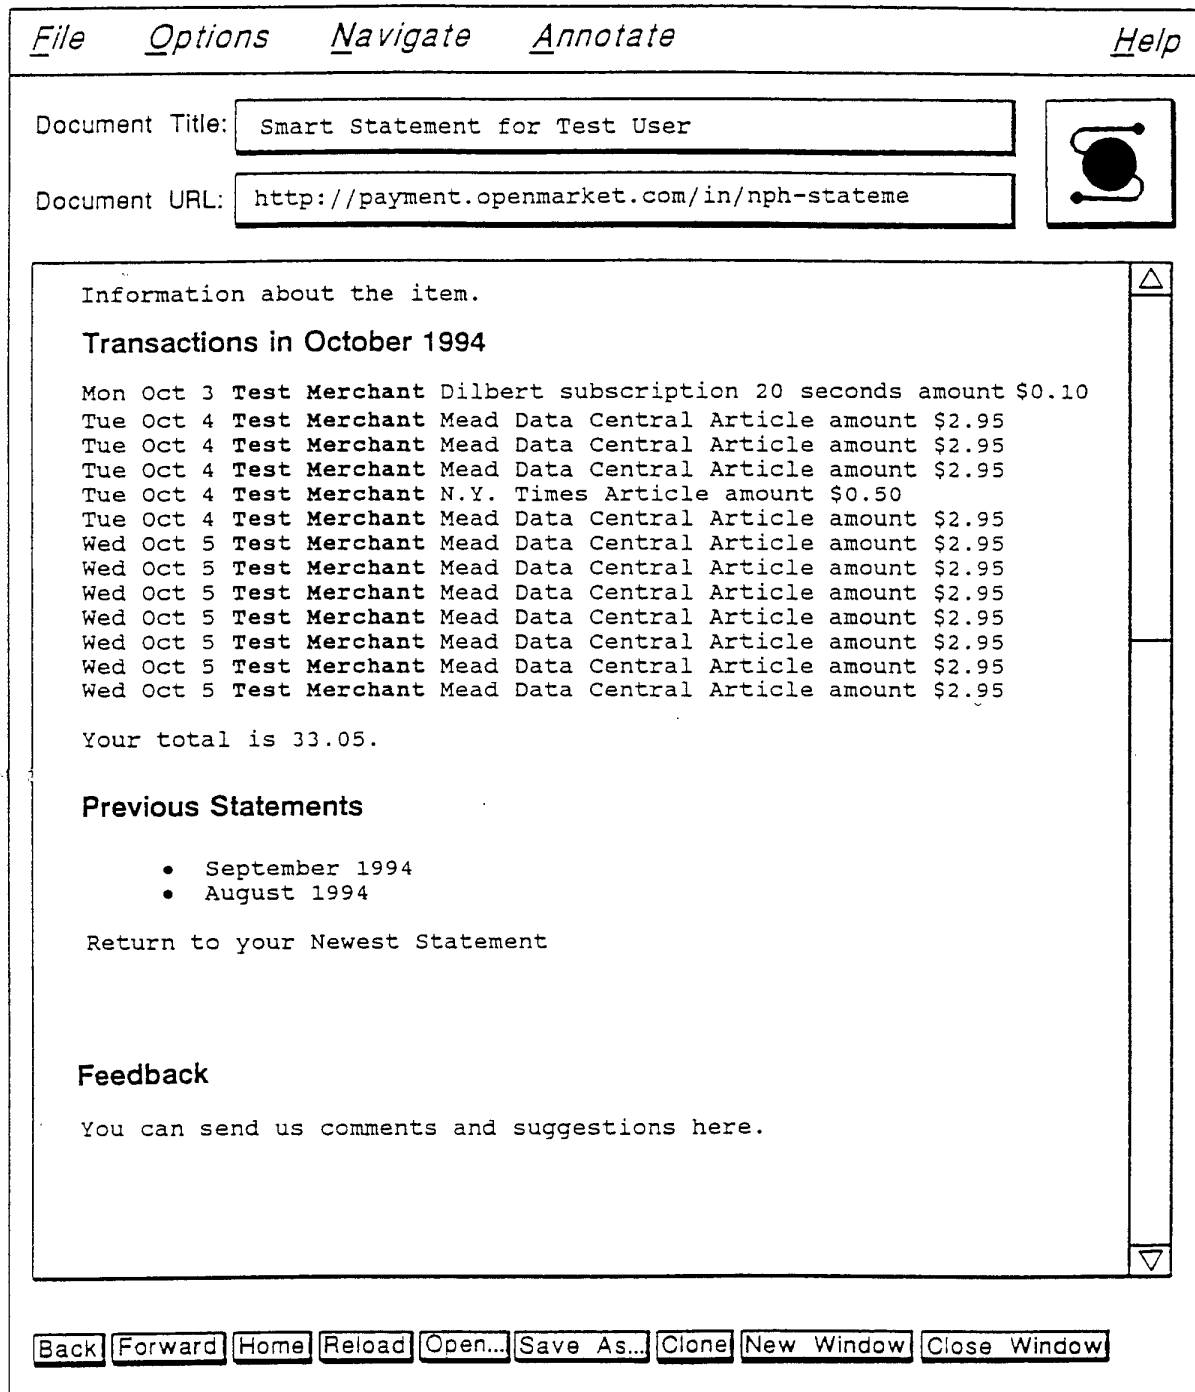 File Options Navigate Annotate Help
Document Title: Smart Statement for Test User
Document URL: http://payment.openmarket.com/in/nph-stateme
Information about the item.
Transactions in October 1994
Mon Oct 3 Test Merchant Dilbert subscription 20 seconds amount $0.10
Tue Oct 4 Test Merchant Mead Data Central Article amount $2.95
Tue Oct 4 Test Merchant Mead Data Central Article amount $2.95
Tue Oct 4 Test Merchant Mead Data Central Article amount $2.95
Tue Oct 4 Test Merchant N.Y. Times Article amount $0.50
Tue Oct 4 Test Merchant Mead Data Central Article amount $2.95
Wed Oct 5 Test Merchant Mead Data Central Article amount $2.95
Wed Oct 5 Test Merchant Mead Data Central Article amount $2.95
Wed Oct 5 Test Merchant Mead Data Central Article amount $2.95
Wed Oct 5 Test Merchant Mead Data Central Article amount $2.95
Wed Oct 5 Test Merchant Mead Data Central Article amount $2.95
Wed Oct 5 Test Merchant Mead Data Central Article amount $2.95
Wed Oct 5 Test Merchant Mead Data Central Article amount $2.95
Your total is 33.05.
Previous Statements
• September 1994
• August 1994
Return to your Newest Statement
Feedback
You can send us comments and suggestions here.
Back Forward Home Reload Open... Save As... Clone New Window Close Window